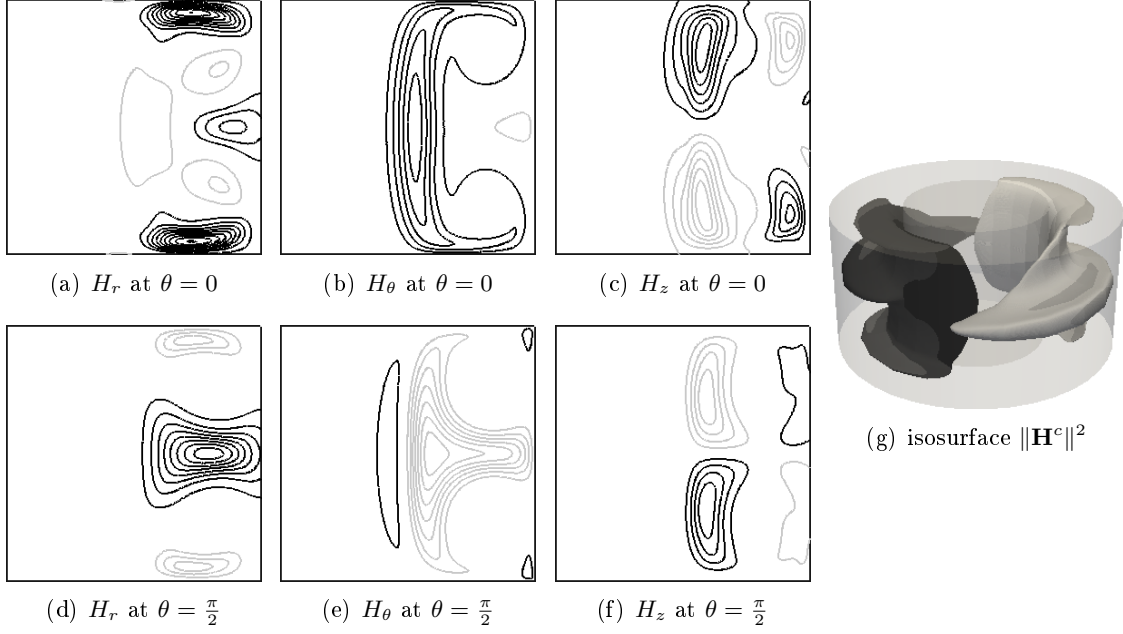 (a) H_r at θ = 0
(b) H_θ at θ = 0
(c) H_z at θ = 0
(g) isosurface ‖𝐇^c‖²
(d) H_r at θ = π/2
(e) H_θ at θ = π/2
(f) H_z at θ = π/2